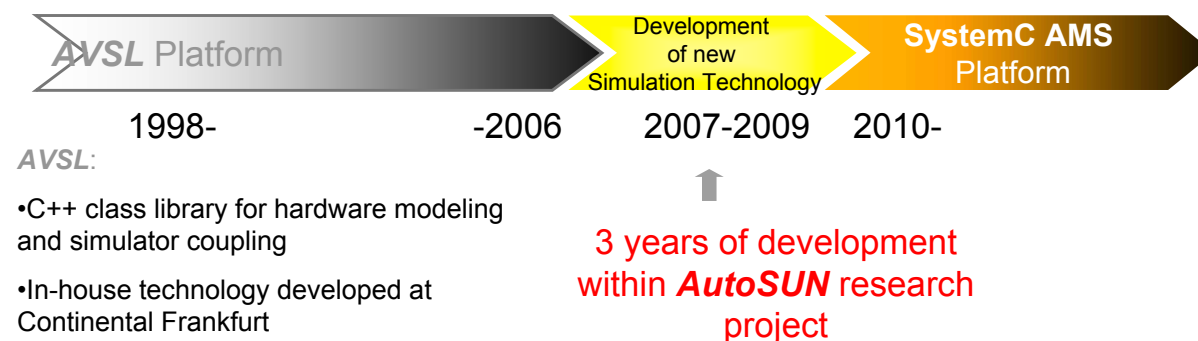 AVSL Platform
Development
of new
Simulation Technology
SystemC AMS
Platform
1998-
-2006
2007-2009
2010-
AVSL:
•C++ class library for hardware modeling
and simulator coupling
•In-house technology developed at
Continental Frankfurt
3 years of development
within AutoSUN research
project